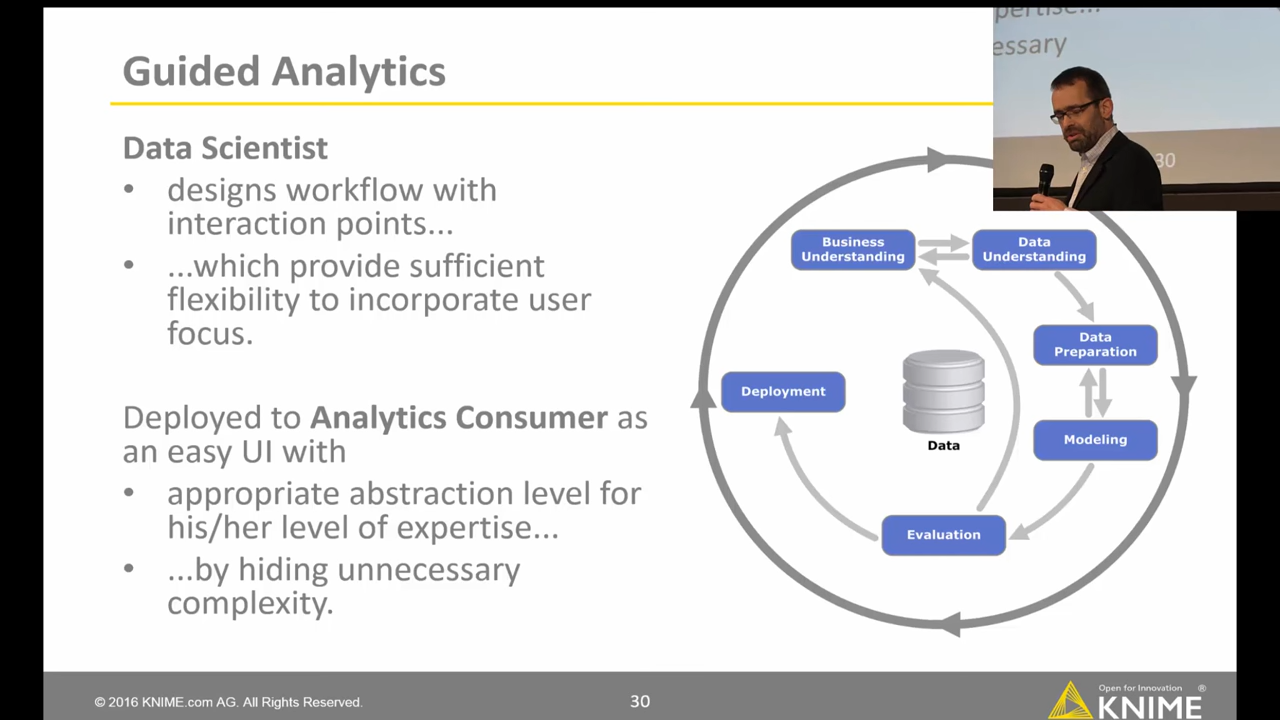 Guided Analytics
Data Scientist
• designs workflow with
interaction points...
• ...which provide sufficient
flexibility to incorporate user
focus.
Deployed to Analytics Consumer as
an easy UI with
• appropriate abstraction level for
his/her level of expertise...
• ...by hiding unnecessary
complexity.
Business
Understanding
Data
Understanding
Data
Preparation
Modeling
Evaluation
Deployment
Data
pertise...
essary
30
© 2016 KNIME.com AG. All Rights Reserved.
30
Open for Innovation ®
KNIME